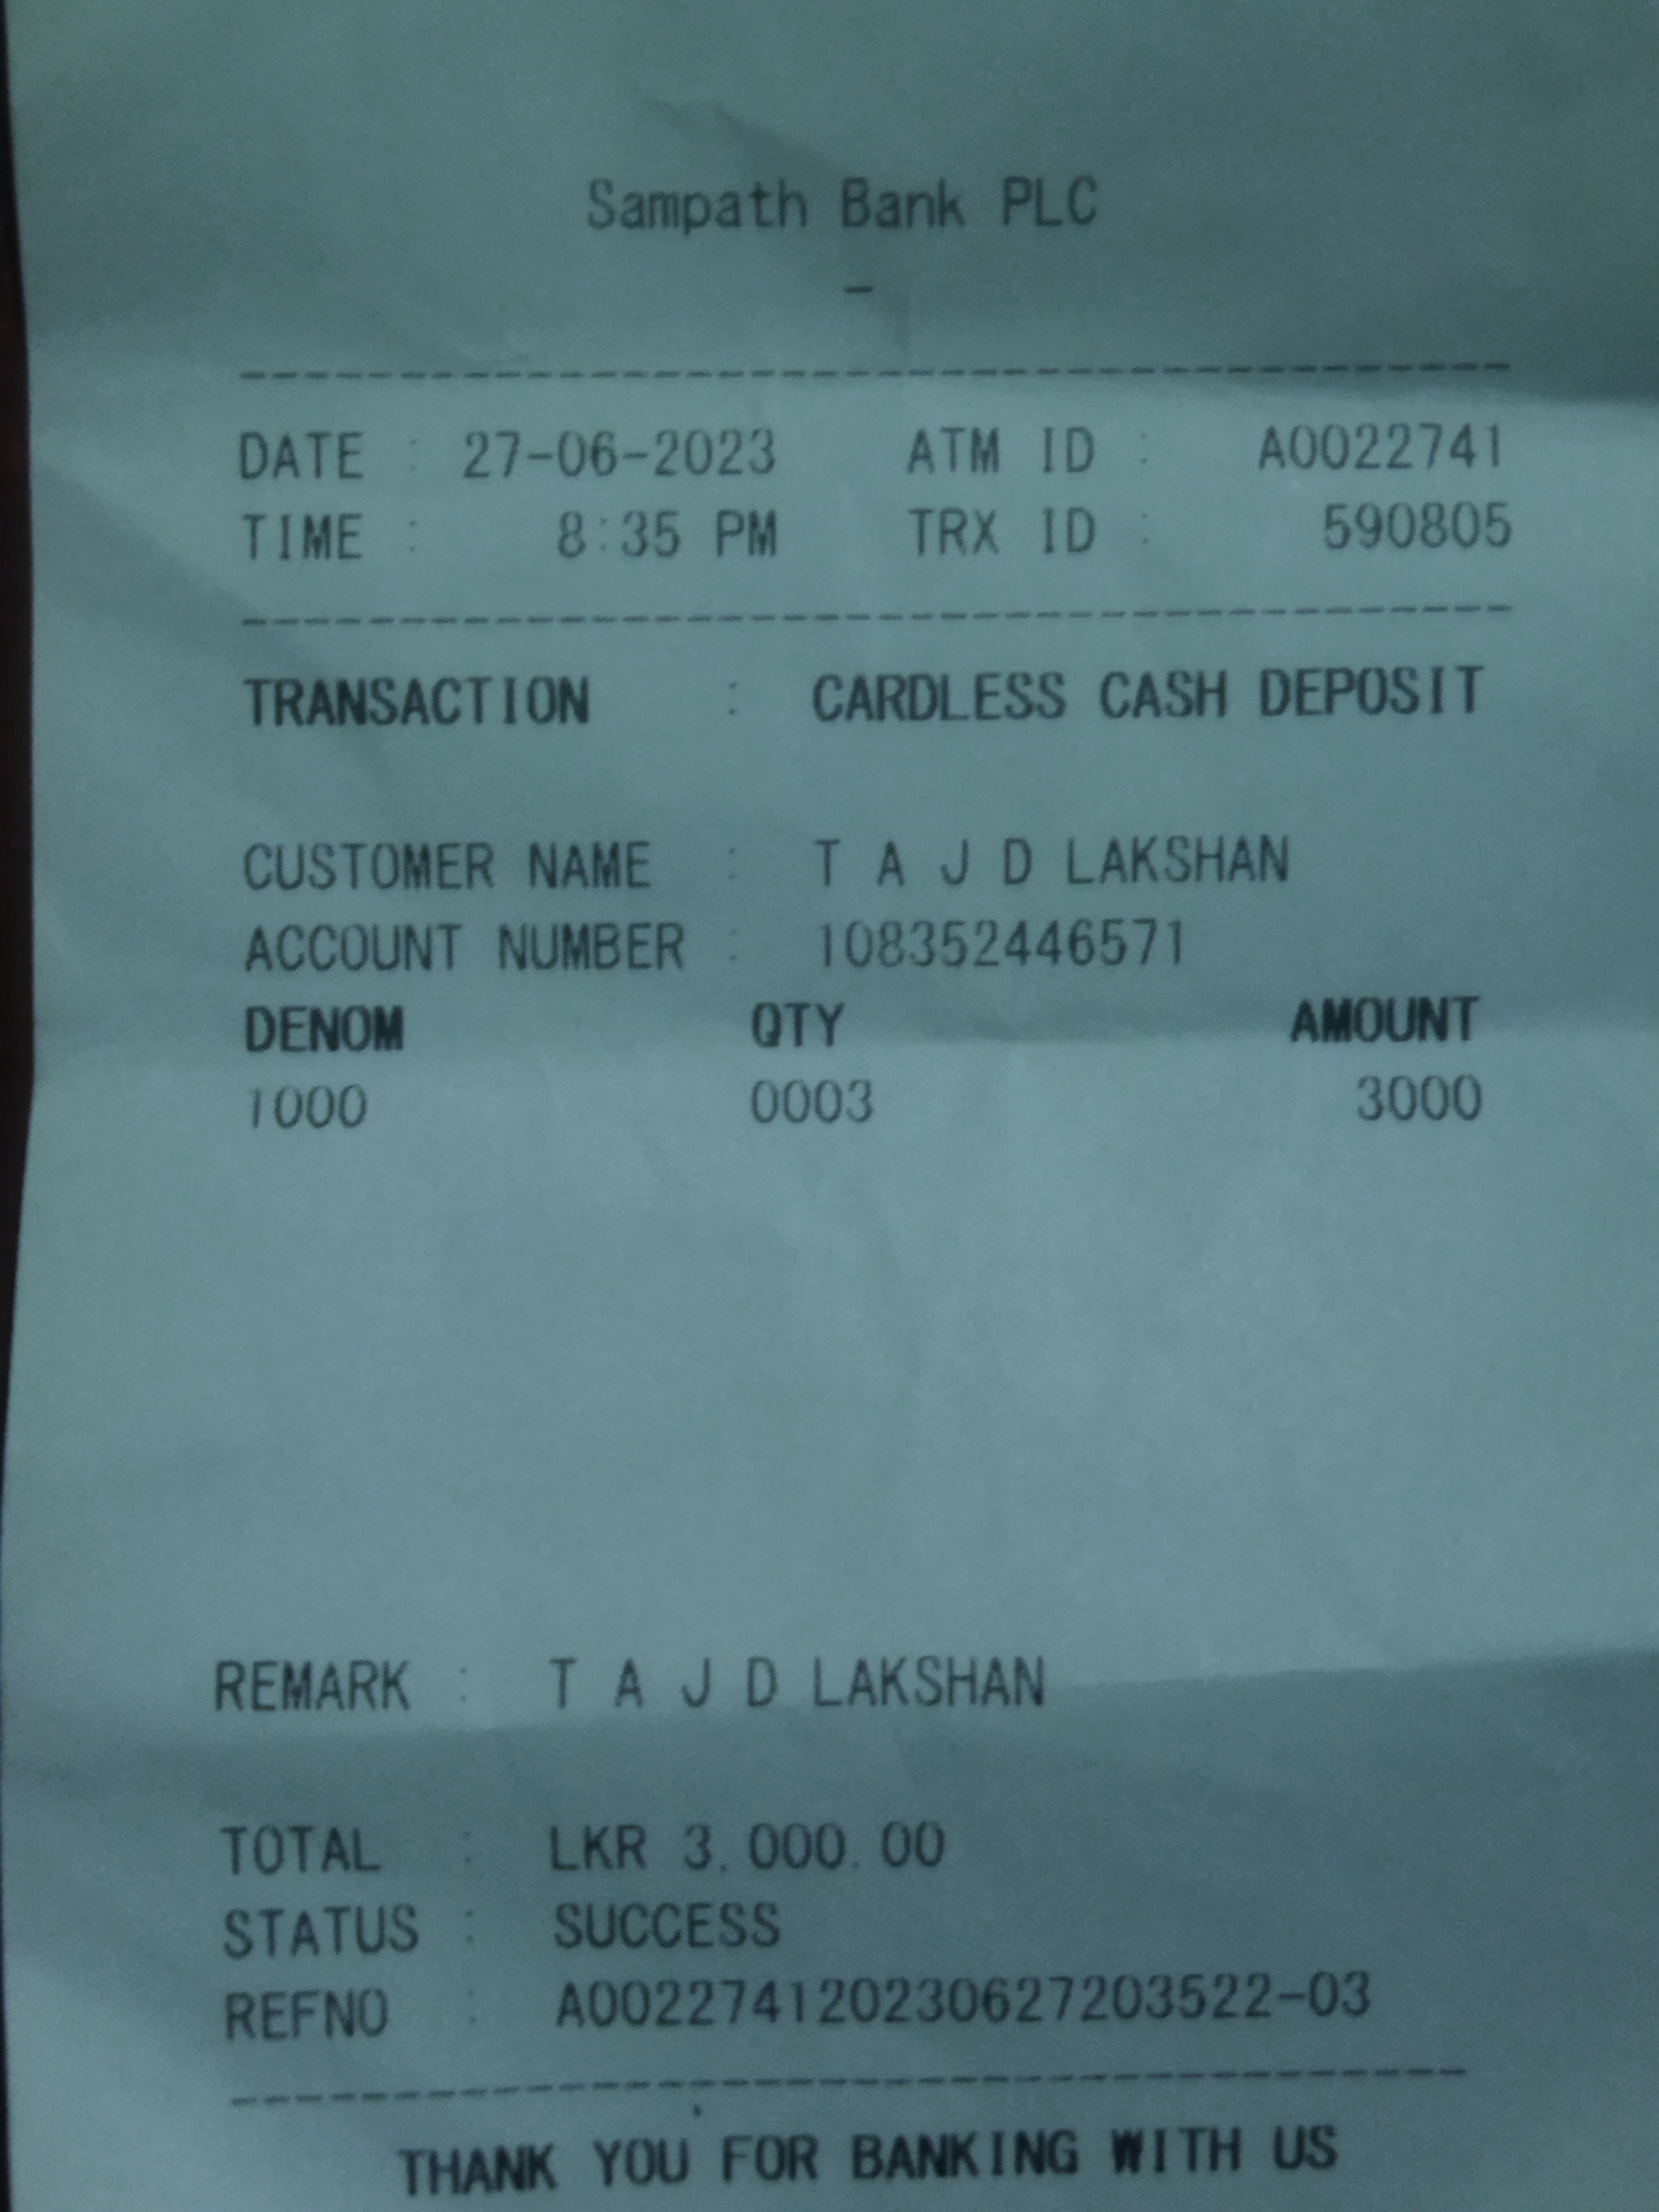 Sampath Bank PLC
-
----------------------------------------
DATE : 27-06-2023 ATM ID : A0022741
TIME : 8:35 PM TRX ID : 590805
----------------------------------------
TRANSACTION : CARDLESS CASH DEPOSIT
CUSTOMER NAME : T A J D LAKSHAN
ACCOUNT NUMBER : 108352446571
DENOM QTY AMOUNT
1000 0003 3000
REMARK : T A J D LAKSHAN
TOTAL : LKR 3,000.00
STATUS : SUCCESS
REFNO : A002274120230627203522-03
----------------------------------------
THANK YOU FOR BANKING WITH US